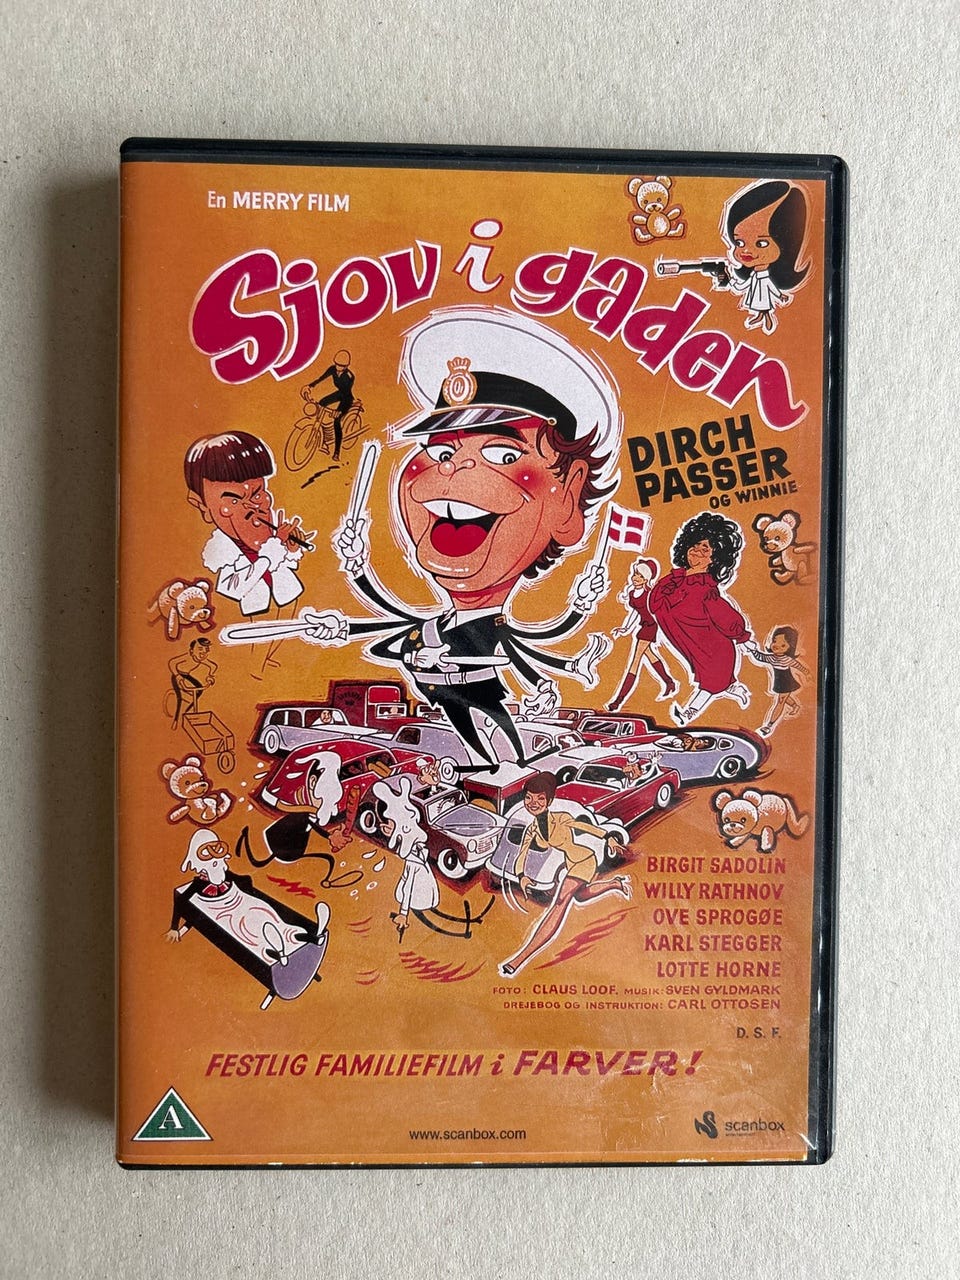 En MERRY FILM
Sjov i gaden
DIRCH
PASSER
OG WINNIE
BIRGIT SADOLIN
WILLY RATHNOV
OVE SPROGØE
KARL STEGGER
LOTTE HORNE
FOTO: CLAUS LOOF. MUSIK: SVEN GYLDMARK
DREJEBOG OG INSTRUKTION: CARL OTTOSEN
D. S. F.
FESTLIG FAMILIEFILM i FARVER!
A
www.scanbox.com
scanbox
entertainment